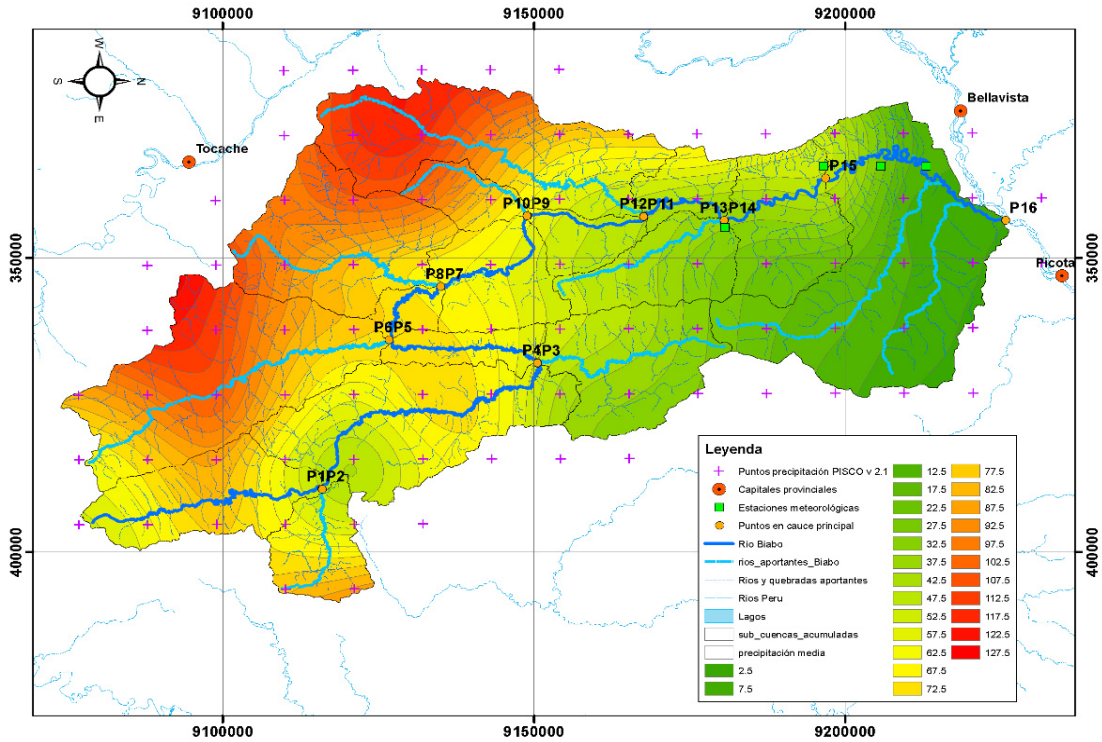 9100000 9150000 9200000
W
S N
E
Bellavista
Tocache
P15
P10P9 P12P11 P13P14 P16
350000 Picota 350000
P8P7
P6P5
P4P3
P1P2
400000 400000
Leyenda
Puntos precipitación PISCO v 2.1
Capitales provinciales
Estaciones meteorológicas
Puntos en cauce principal
Rio Biabo
rios_aportantes_Biabo
Rios y quebradas aportantes
Rios Peru
Lagos
sub_cuencas_acumuladas
precipitación media
2.5
7.5
12.5
17.5
22.5
27.5
32.5
37.5
42.5
47.5
52.5
57.5
62.5
67.5
72.5
77.5
82.5
87.5
92.5
97.5
102.5
107.5
112.5
117.5
122.5
127.5
9100000 9150000 9200000